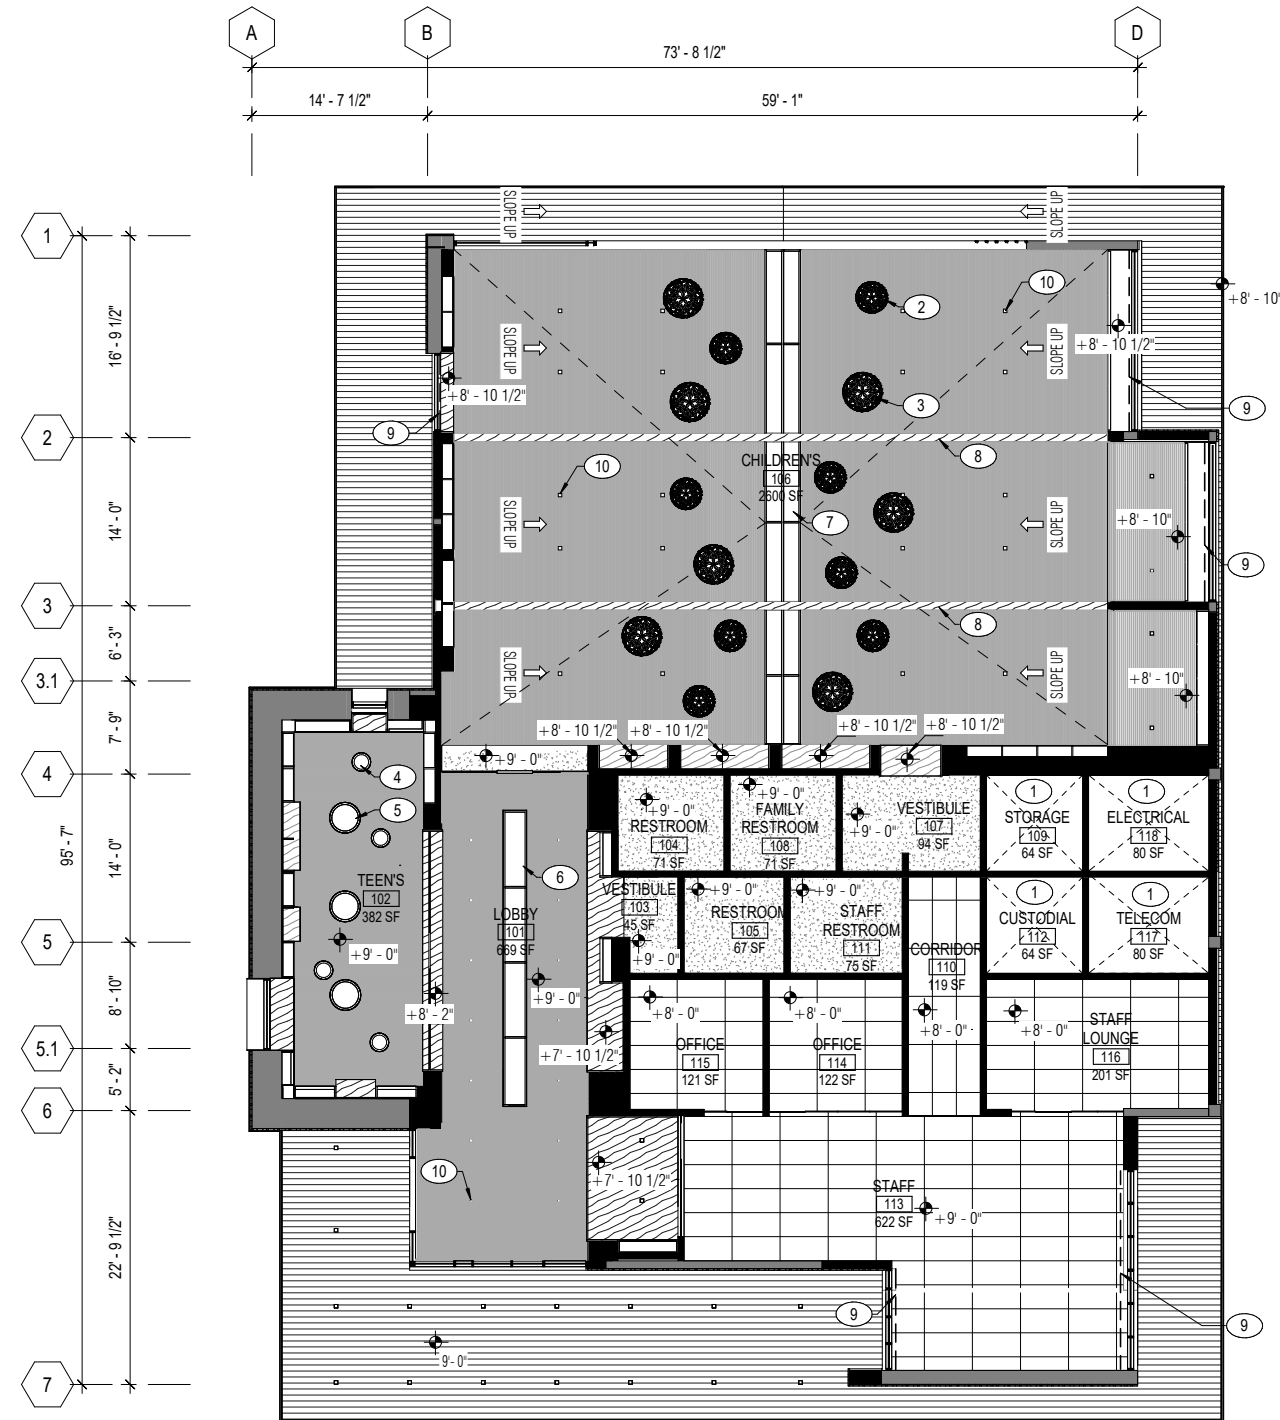 A
B
D
73' - 8 1/2"
14' - 7 1/2"
59' - 1"
SLOPE UP
SLOPE UP
1
10
2
+8' - 10"
16' - 9 1/2"
SLOPE UP
SLOPE UP
+8' - 10 1/2"
+8' - 10 1/2"
3
9
9
2
8
CHILDREN'S
106
2600 SF
10
7
14' - 0"
SLOPE UP
SLOPE UP
+8' - 10"
9
3
8
6' - 3"
SLOPE UP
SLOPE UP
+8' - 10"
3.1
7' - 9"
+8' - 10 1/2"
+8' - 10 1/2"
+8' - 10 1/2"
+8' - 10 1/2"
+9' - 0"
4
4
5
95' - 7"
14' - 0"
+9' - 0"
RESTROOM
104
71 SF
+9' - 0"
FAMILY
RESTROOM
108
71 SF
+9' - 0"
VESTIBULE
107
94 SF
1
STORAGE
109
64 SF
1
ELECTRICAL
118
80 SF
6
TEEN'S
102
382 SF
+9' - 0"
LOBBY
101
669 SF
+9' - 0"
VESTIBULE
103
45 SF
+9' - 0"
+9' - 0"
RESTROOM
105
67 SF
+9' - 0"
STAFF
RESTROOM
111
75 SF
CORRIDOR
110
119 SF
+8' - 0"
1
CUSTODIAL
112
64 SF
1
TELECOM
117
80 SF
5
8' - 10"
+8' - 2"
+7' - 10 1/2"
+8' - 0"
OFFICE
115
121 SF
+8' - 0"
OFFICE
114
122 SF
+8' - 0"
STAFF
LOUNGE
116
201 SF
5.1
5' - 2"
6
10
+7' - 10 1/2"
STAFF
113
622 SF
+9' - 0"
22' - 9 1/2"
9
9
9'- 0"
7